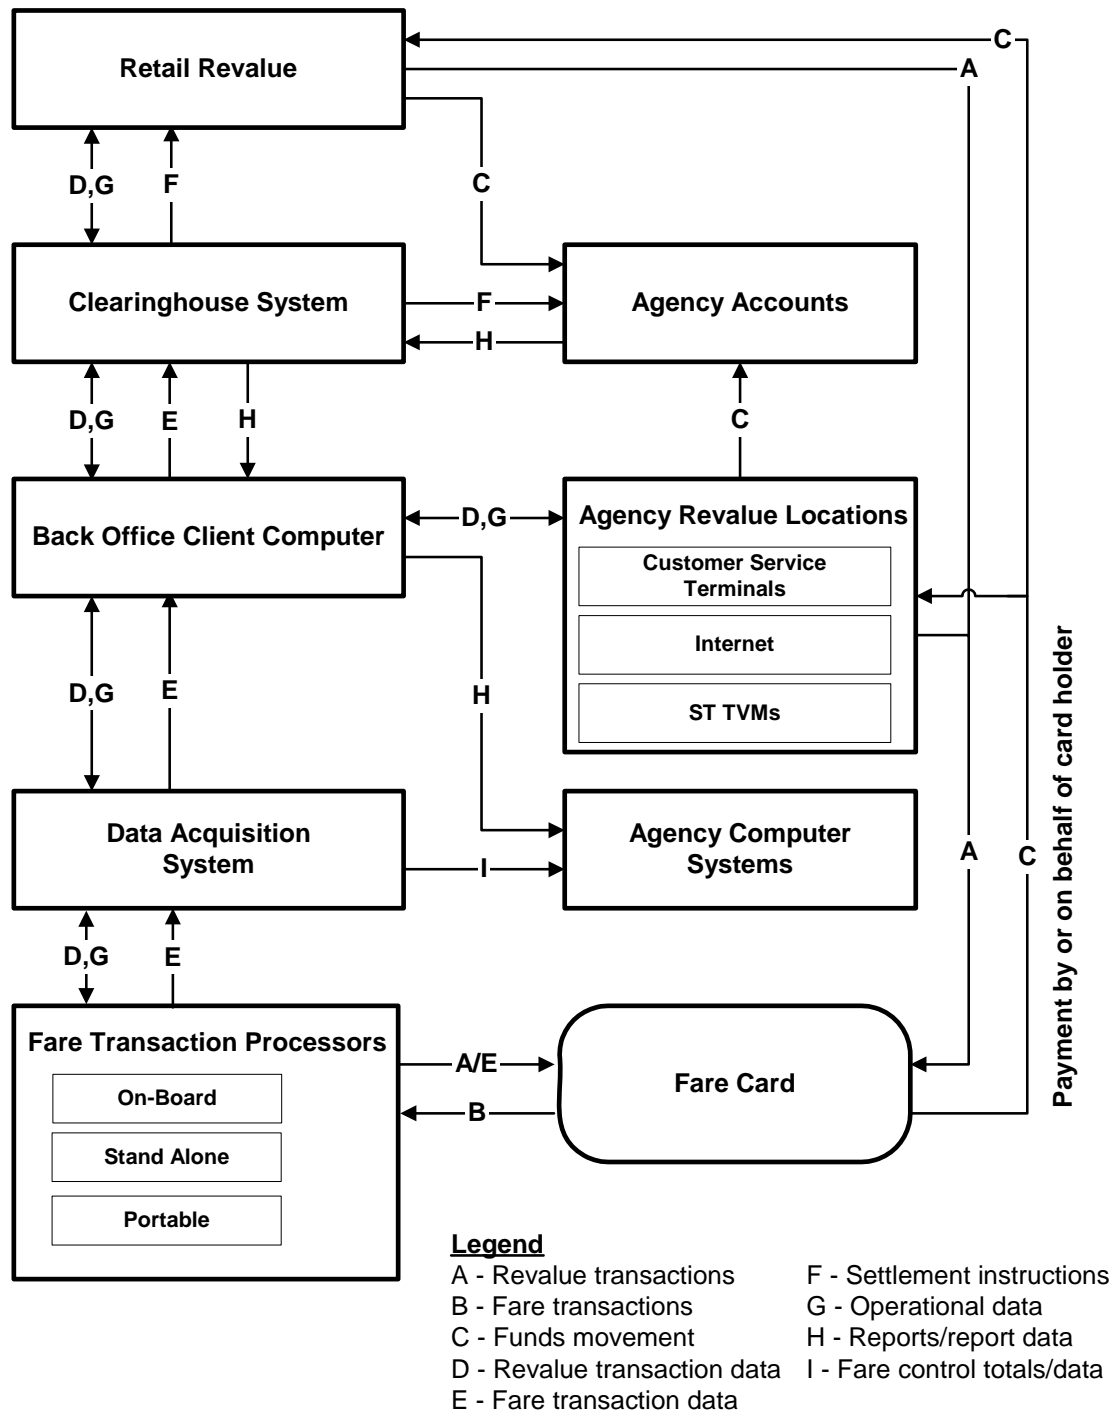 Retail Revalue
C
A
D,G
F
C
Clearinghouse System
F
H
Agency Accounts
D,G
E
H
C
Back Office Client Computer
D,G
Agency Revalue Locations
Customer Service
Terminals
Internet
ST TVMs
D,G
E
H
Payment by or on behalf of card holder
Data Acquisition
System
I
Agency Computer
Systems
A
C
D,G
E
Fare Transaction Processors
On-Board
Stand Alone
Portable
A/E
B
Fare Card
Legend
A - Revalue transactions
B - Fare transactions
C - Funds movement
D - Revalue transaction data
E - Fare transaction data
F - Settlement instructions
G - Operational data
H - Reports/report data
I - Fare control totals/data